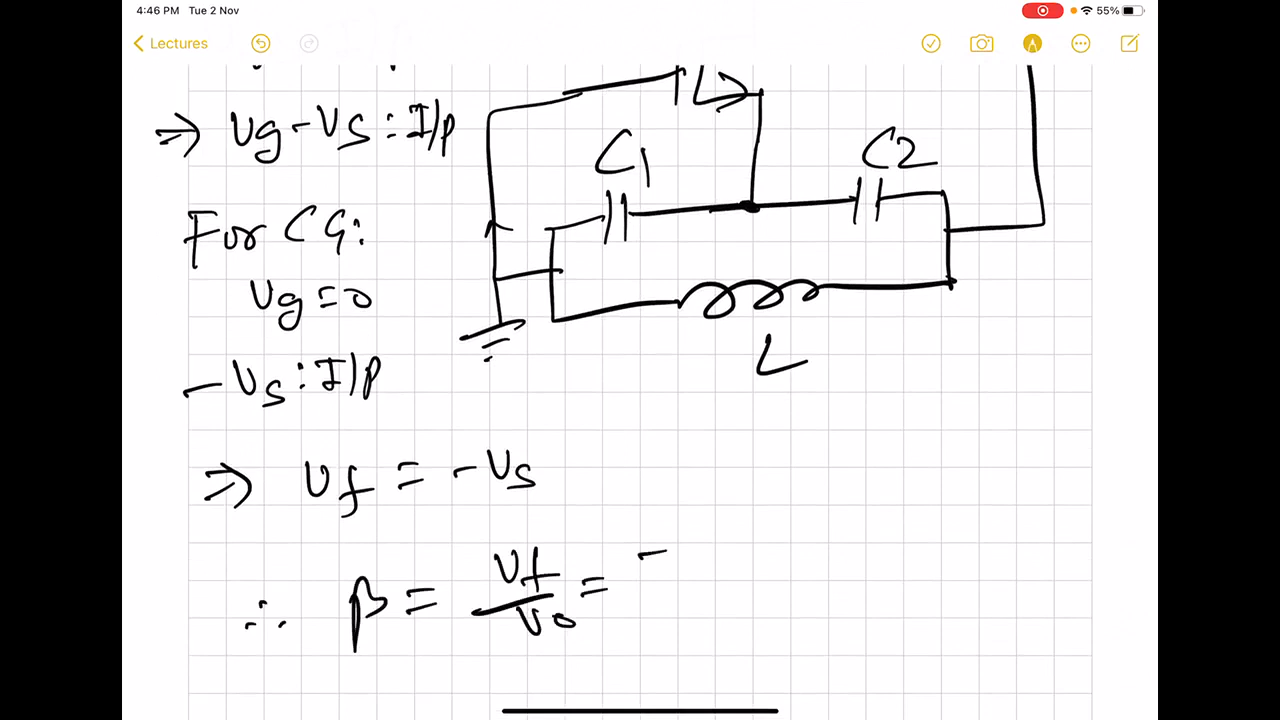 4:46 PM Tue 2 Nov
55%
Lectures
⇒ Vg - Vs : I/p
C1
C2
For CG:
Vg = 0
L
- Vs : I/p
⇒ Vf = - Vs
∴ β = Vf/Vo = -